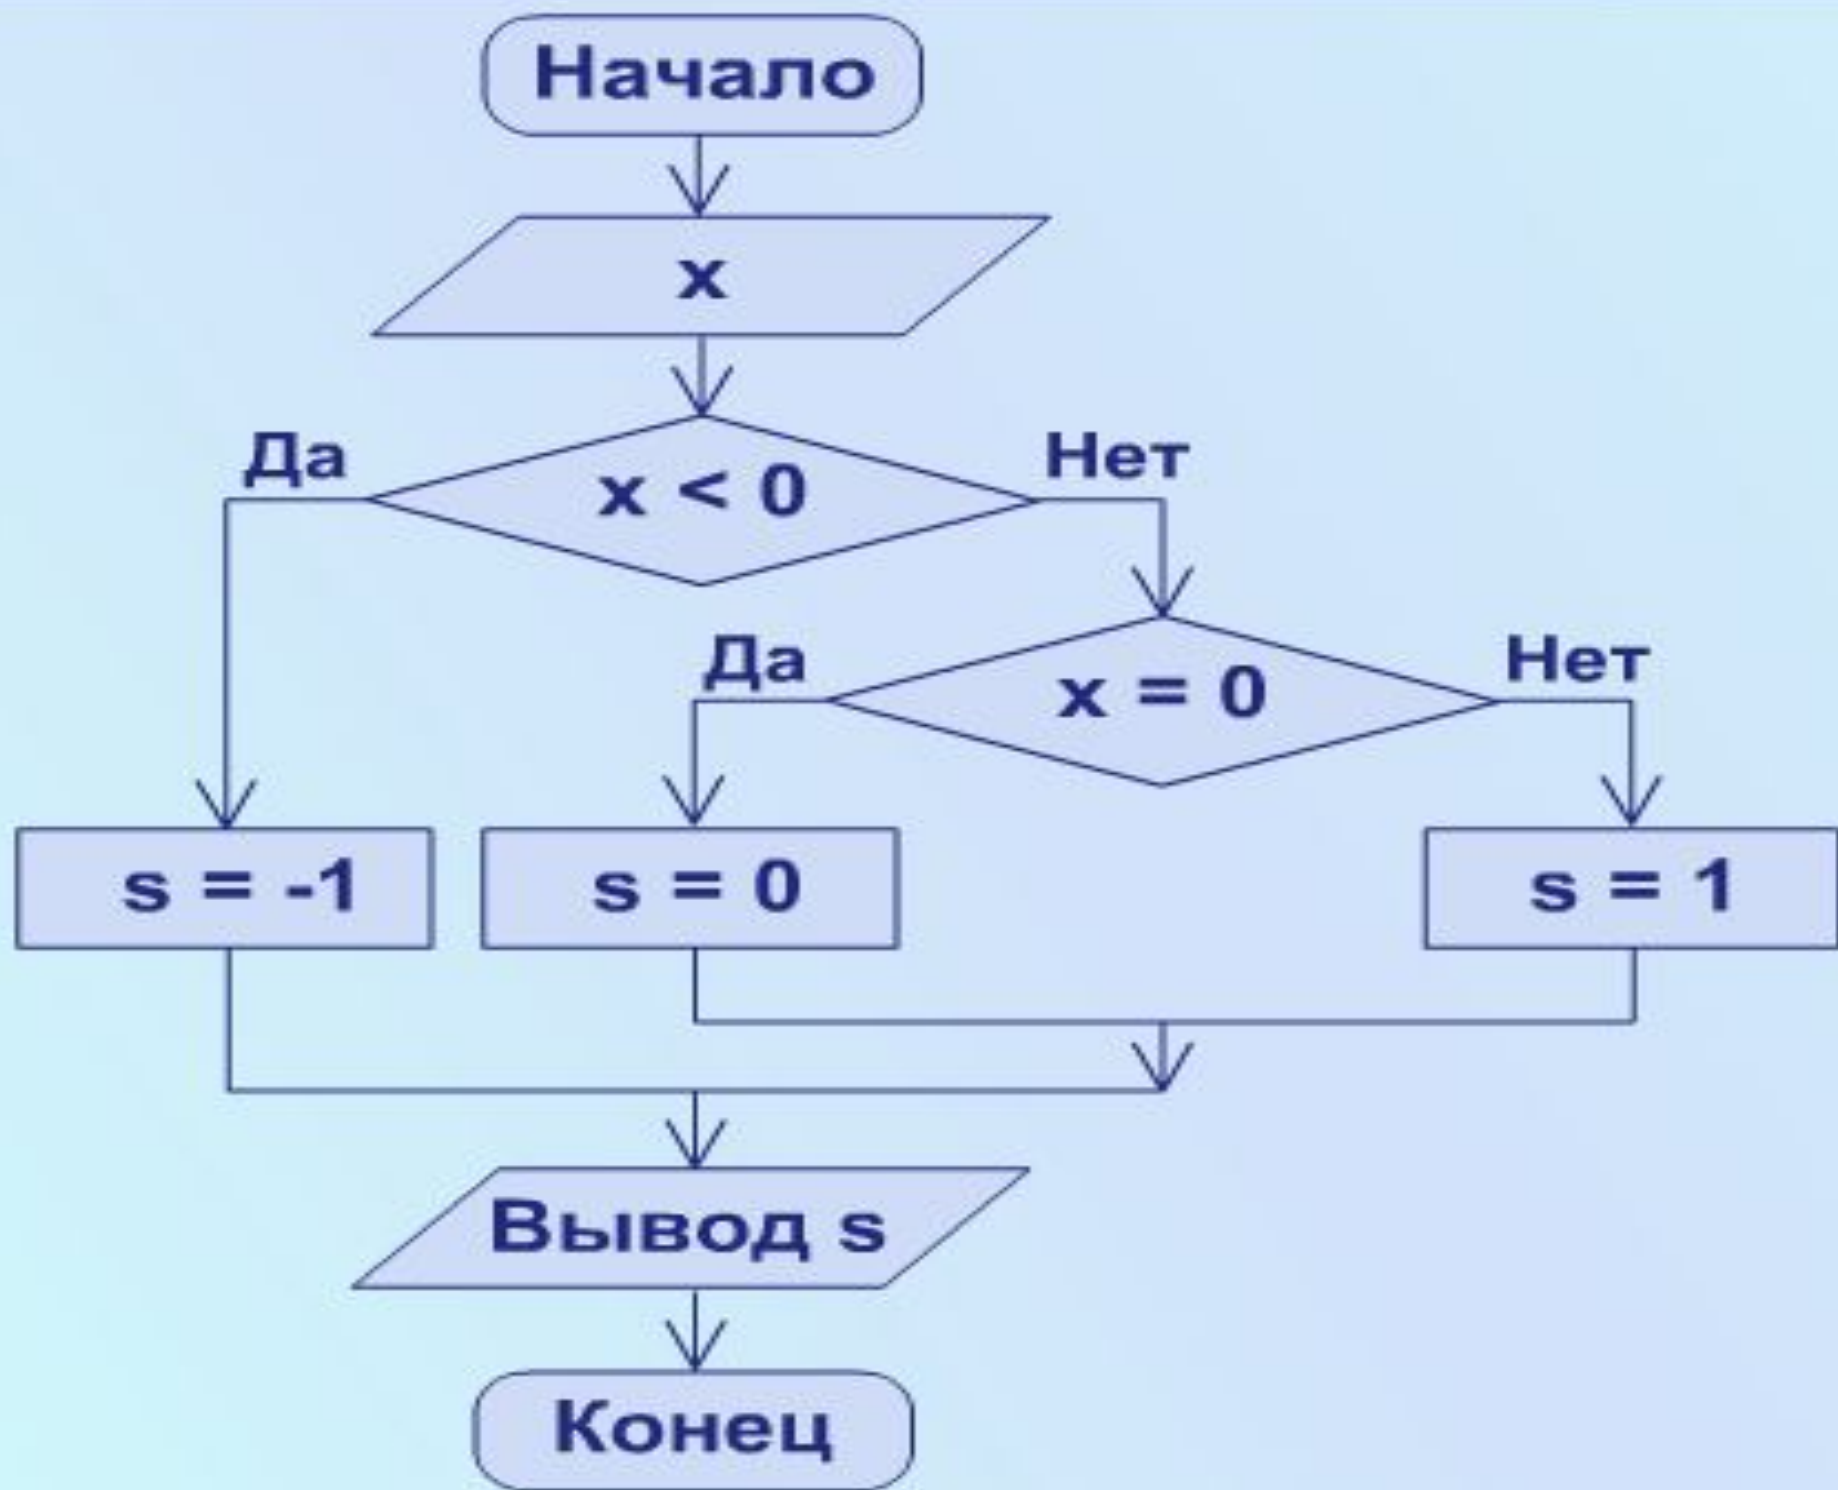 Начало
x
Да
x < 0
Нет
Да
x = 0
Нет
s = -1
s = 0
s = 1
Вывод s
Конец